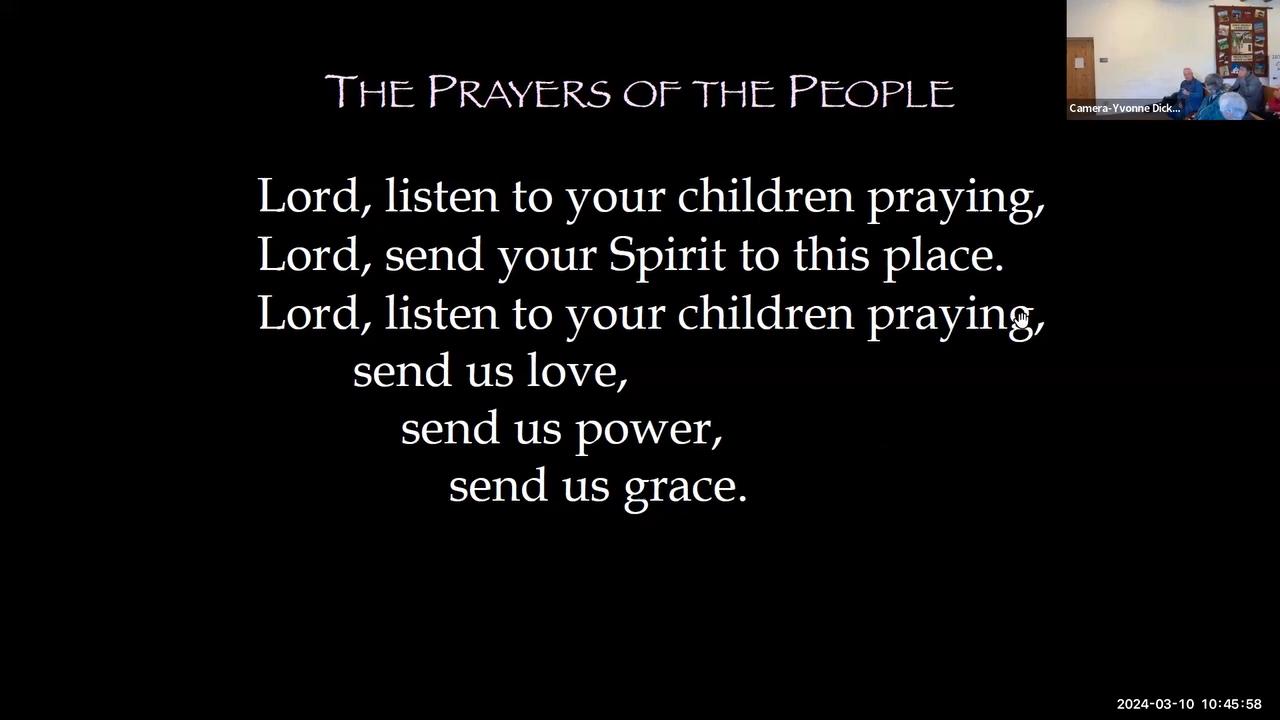 THE PRAYERS OF THE PEOPLE
Lord, listen to your children praying,
Lord, send your Spirit to this place.
Lord, listen to your children praying,
send us love,
send us power,
send us grace.
Camera-Yvonne Dick...
2024-03-10 10:45:58